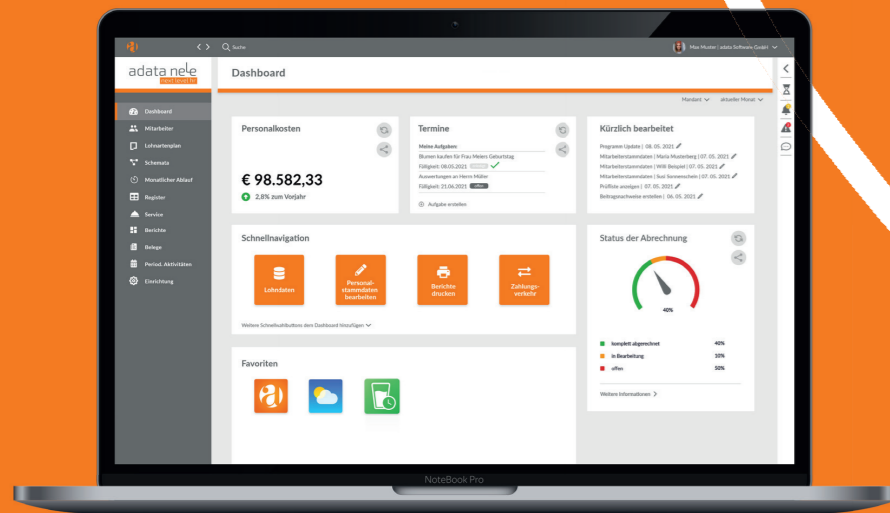 Suche
Max Muster | adata Software GmbH
adata nele
next level hr
Dashboard
Mandant
aktueller Monat
Dashboard
Mitarbeiter
Lohnartenplan
Schemata
Monatlicher Ablauf
Register
Service
Berichte
Belege
Period. Aktivitäten
Einrichtung
Personalkosten
€ 98.582,33
2,8% zum Vorjahr
Termine
Meine Aufgaben:
Blumen kaufen für Frau Meiers Geburtstag
Fälligkeit: 08.05.2021
Auswertungen an Herrn Müller
Fälligkeit: 21.06.2021 offen
Aufgabe erstellen
Kürzlich bearbeitet
Programm Update | 08. 05. 2021
Mitarbeiterstammdaten | Maria Musterberg | 07. 05. 2021
Mitarbeiterstammdaten | Willi Beispiel | 07. 05. 2021
Mitarbeiterstammdaten | Susi Sonnenschein | 07. 05. 2021
Prüfliste anzeigen | 07. 05. 2021
Beitragsnachweise erstellen | 06. 05. 2021
Schnellnavigation
Lohndaten
Personal-
stammdaten
bearbeiten
Berichte
drucken
Zahlungs-
verkehr
Weitere Schnellwahlbuttons dem Dashboard hinzufügen
Status der Abrechnung
40%
komplett abgerechnet 40%
in Bearbeitung 10%
offen 50%
Weitere Informationen
Favoriten
NoteBook Pro